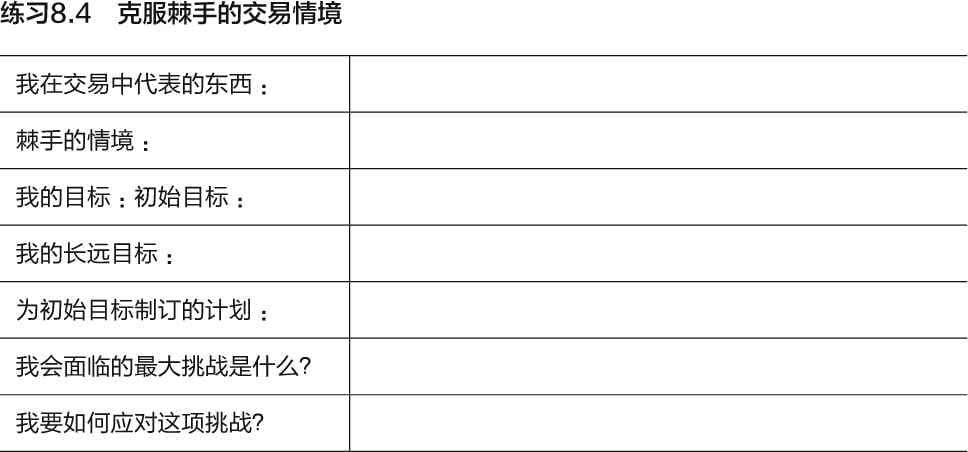 练习8.4 克服棘手的交易情境
我在交易中代表的东西：
棘手的情境：
我的目标：初始目标：
我的长远目标：
为初始目标制订的计划：
我会面临的最大挑战是什么?
我要如何应对这项挑战?